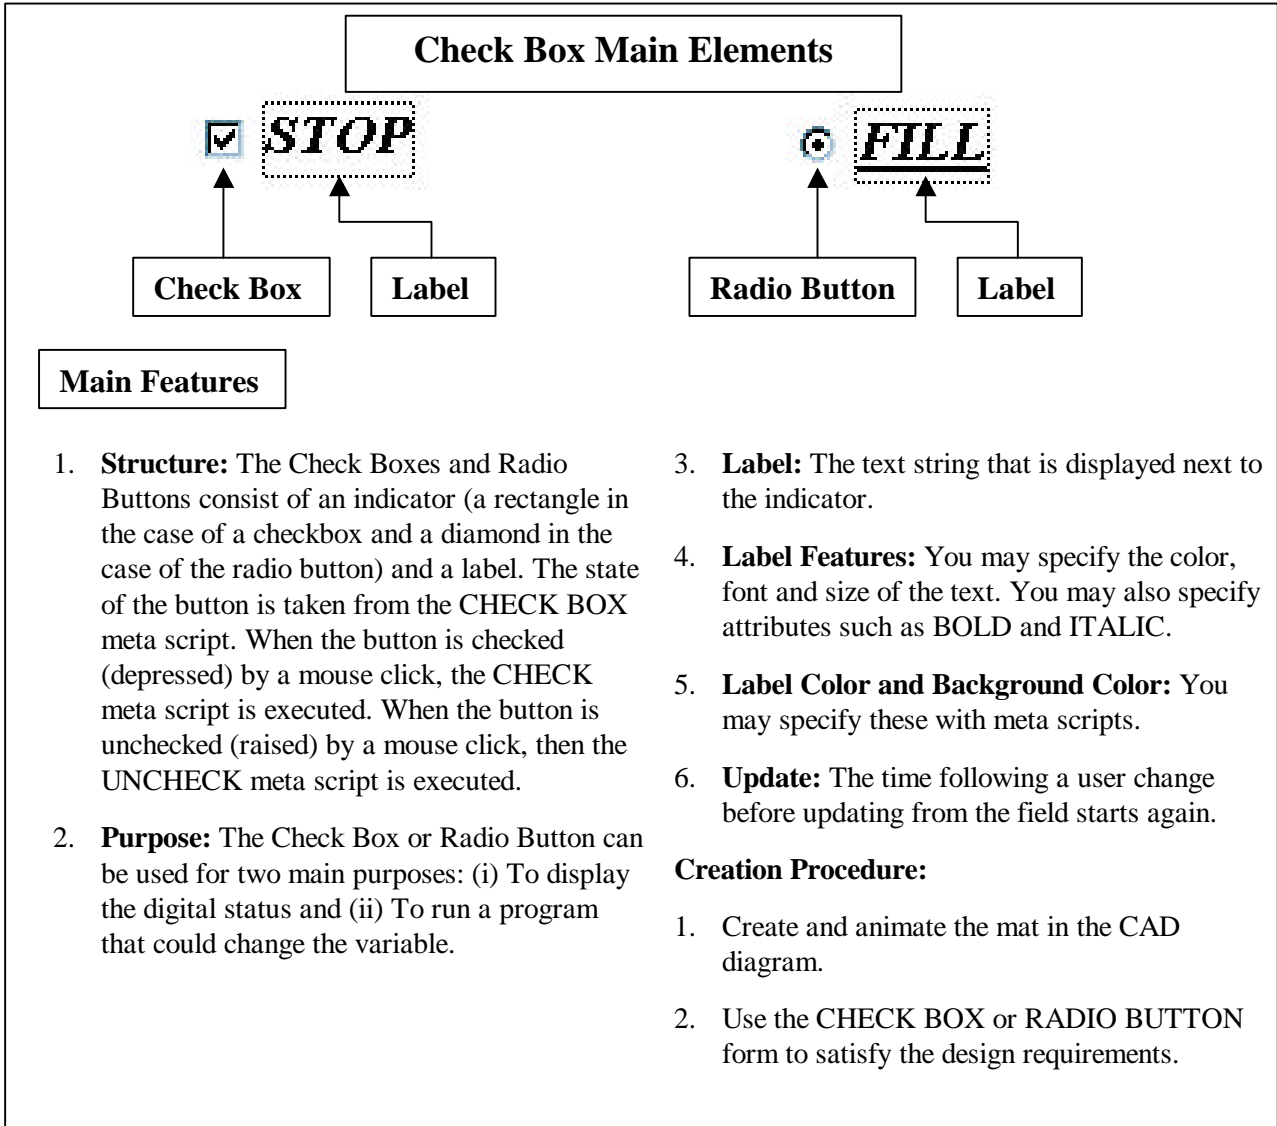 Check Box Main Elements
STOP
FILL
Check Box
Label
Radio Button
Label
Main Features
1. Structure: The Check Boxes and Radio
Buttons consist of an indicator (a rectangle in
the case of a checkbox and a diamond in the
case of the radio button) and a label. The state
of the button is taken from the CHECK BOX
meta script. When the button is checked
(depressed) by a mouse click, the CHECK
meta script is executed. When the button is
unchecked (raised) by a mouse click, then the
UNCHECK meta script is executed.
2. Purpose: The Check Box or Radio Button can
be used for two main purposes: (i) To display
the digital status and (ii) To run a program
that could change the variable.
3. Label: The text string that is displayed next to
the indicator.
4. Label Features: You may specify the color,
font and size of the text. You may also specify
attributes such as BOLD and ITALIC.
5. Label Color and Background Color: You
may specify these with meta scripts.
6. Update: The time following a user change
before updating from the field starts again.
Creation Procedure:
1. Create and animate the mat in the CAD
diagram.
2. Use the CHECK BOX or RADIO BUTTON
form to satisfy the design requirements.